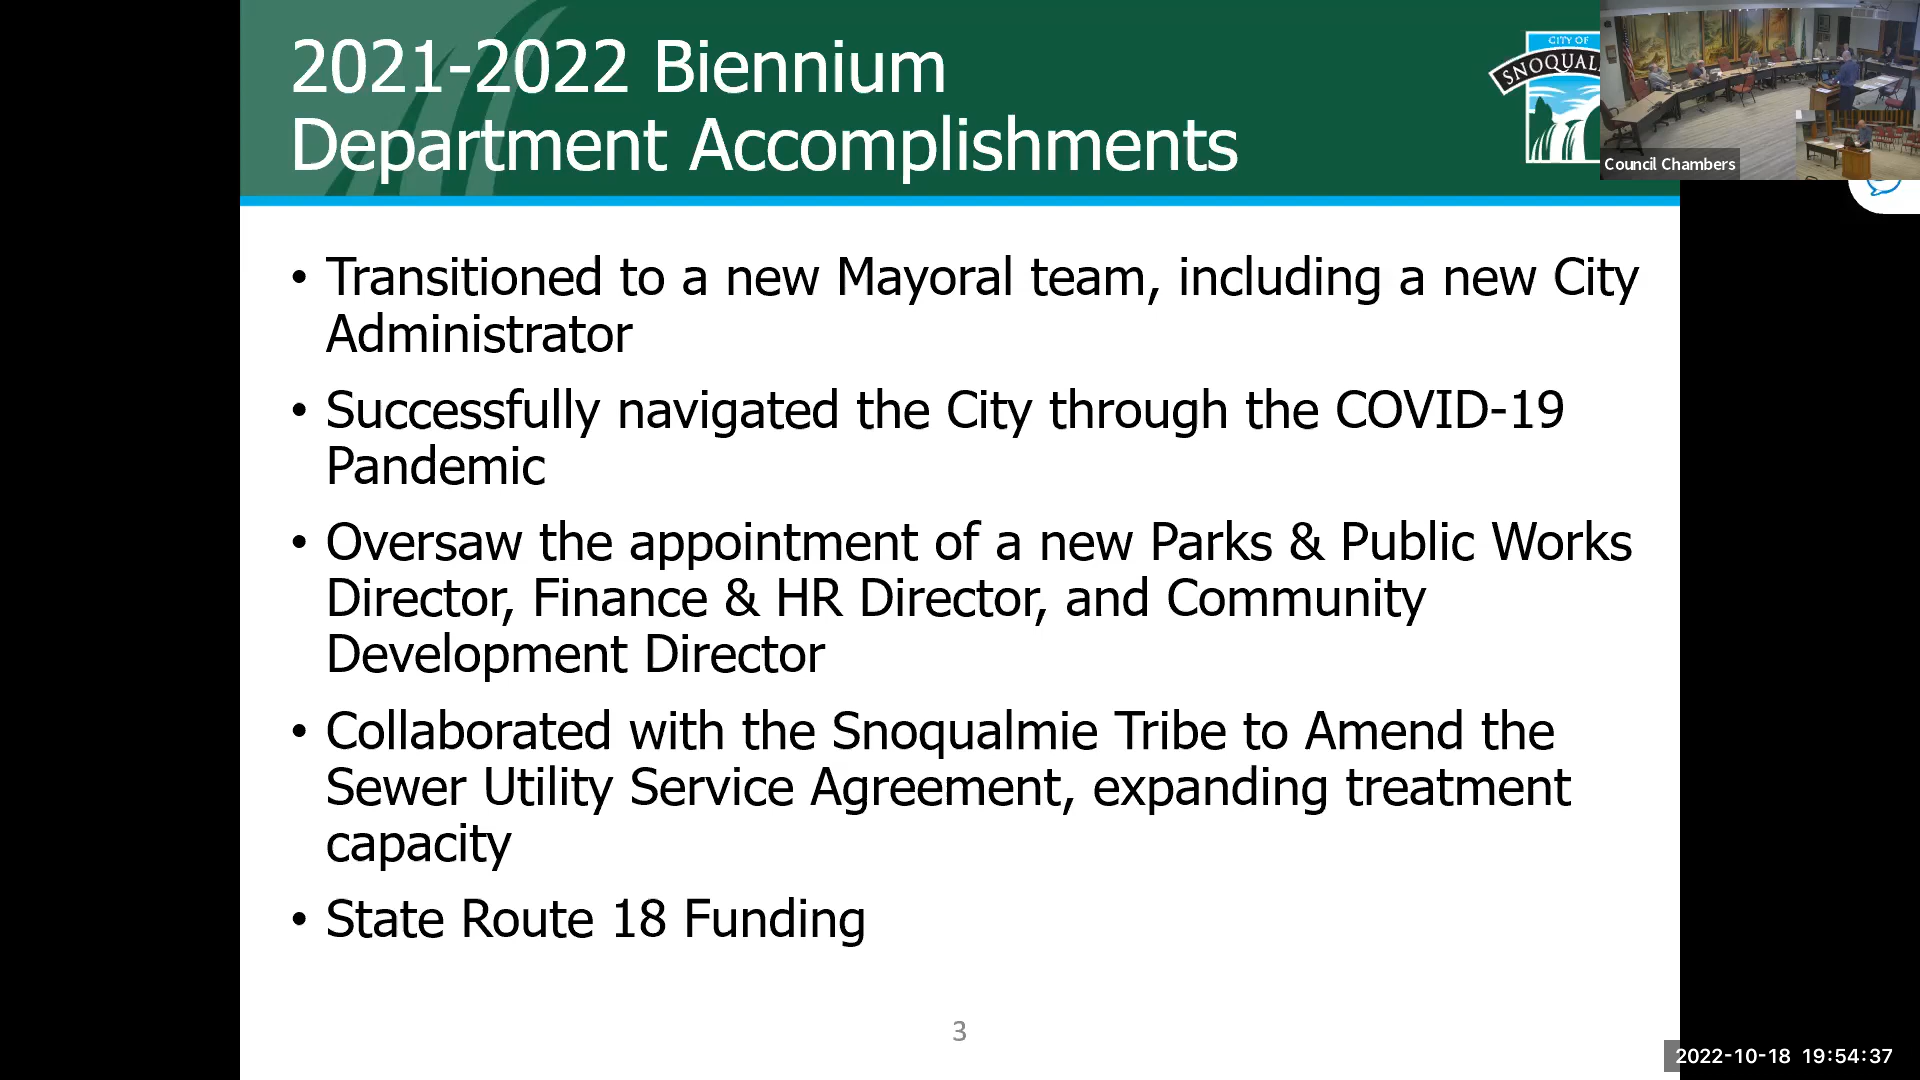 2021-2022 Biennium
Department Accomplishments
CITY OF
Council Chambers
• Transitioned to a new Mayoral team, including a new City
Administrator
• Successfully navigated the City through the COVID-19
Pandemic
• Oversaw the appointment of a new Parks & Public Works
Director, Finance & HR Director, and Community
Development Director
• Collaborated with the Snoqualmie Tribe to Amend the
Sewer Utility Service Agreement, expanding treatment
capacity
• State Route 18 Funding
3
2022-10-18 19:54:37